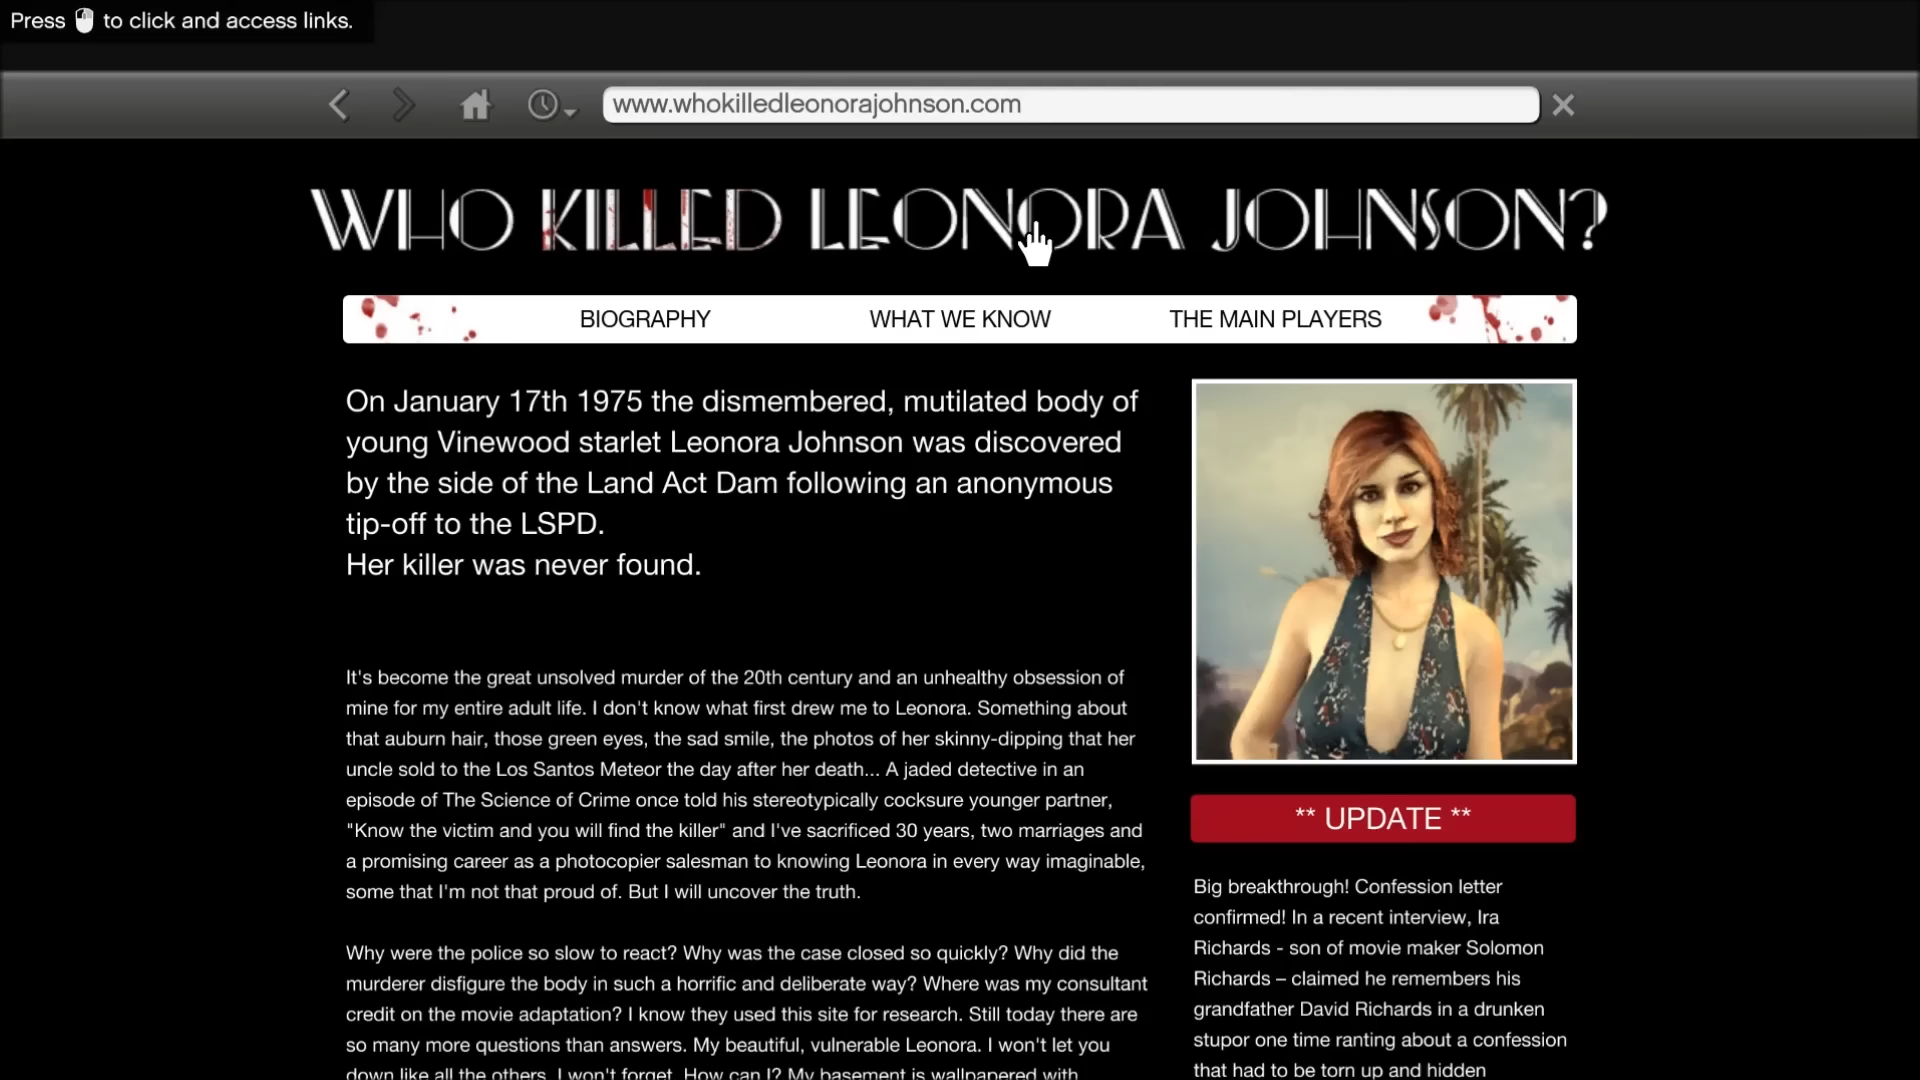 Press to click and access links.
www.whokilledleonorajohnson.com
WHO KILLED LEONORA JOHNSON?
BIOGRAPHY
WHAT WE KNOW
THE MAIN PLAYERS
On January 17th 1975 the dismembered, mutilated body of
young Vinewood starlet Leonora Johnson was discovered
by the side of the Land Act Dam following an anonymous
tip-off to the LSPD.
Her killer was never found.
It's become the great unsolved murder of the 20th century and an unhealthy obsession of
mine for my entire adult life. I don't know what first drew me to Leonora. Something about
that auburn hair, those green eyes, the sad smile, the photos of her skinny-dipping that her
uncle sold to the Los Santos Meteor the day after her death... A jaded detective in an
episode of The Science of Crime once told his stereotypically cocksure younger partner,
"Know the victim and you will find the killer" and I've sacrificed 30 years, two marriages and
a promising career as a photocopier salesman to knowing Leonora in every way imaginable,
some that I'm not that proud of. But I will uncover the truth.
Why were the police so slow to react? Why was the case closed so quickly? Why did the
murderer disfigure the body in such a horrific and deliberate way? Where was my consultant
credit on the movie adaptation? I know they used this site for research. Still today there are
so many more questions than answers. My beautiful, vulnerable Leonora. I won't let you
down like all the others. I won't forget. How can I? My basement is wallpapered with
** UPDATE **
Big breakthrough! Confession letter
confirmed! In a recent interview, Ira
Richards - son of movie maker Solomon
Richards – claimed he remembers his
grandfather David Richards in a drunken
stupor one time ranting about a confession
that had to be torn up and hidden